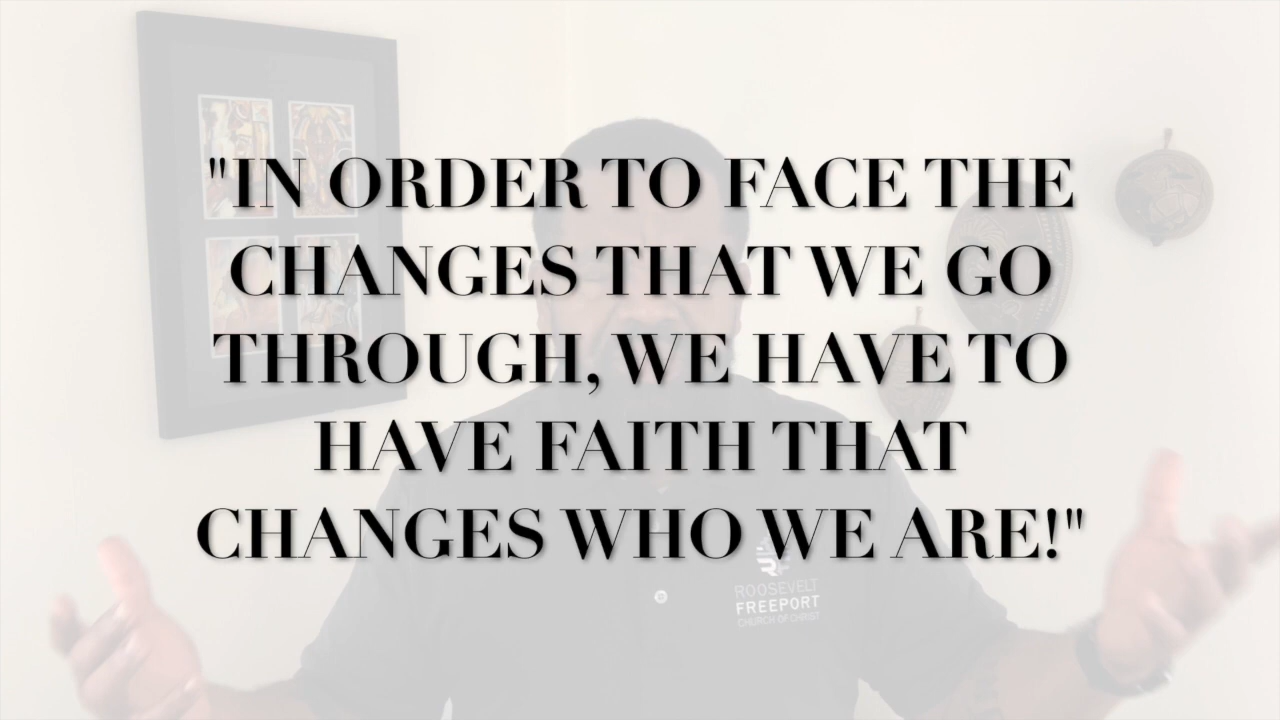 "IN ORDER TO FACE THE
CHANGES THAT WE GO
THROUGH, WE HAVE TO
HAVE FAITH THAT
CHANGES WHO WE ARE!"
ROOSEVELT
FREEPORT
CHURCH OF CHRIST